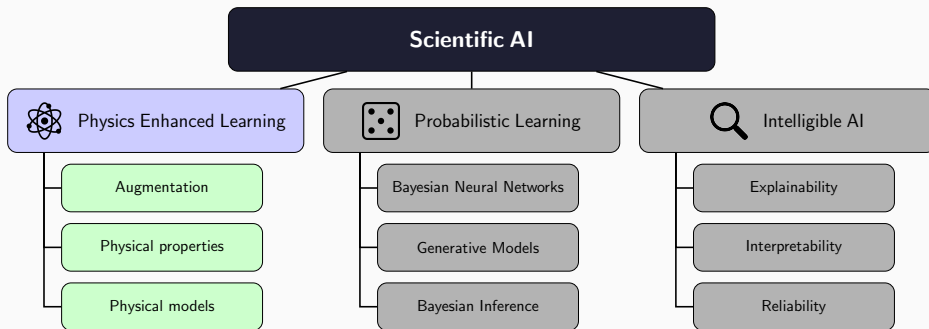 Scientific AI
Physics Enhanced Learning
Probabilistic Learning
Intelligible AI
Augmentation
Bayesian Neural Networks
Explainability
Physical properties
Generative Models
Interpretability
Physical models
Bayesian Inference
Reliability